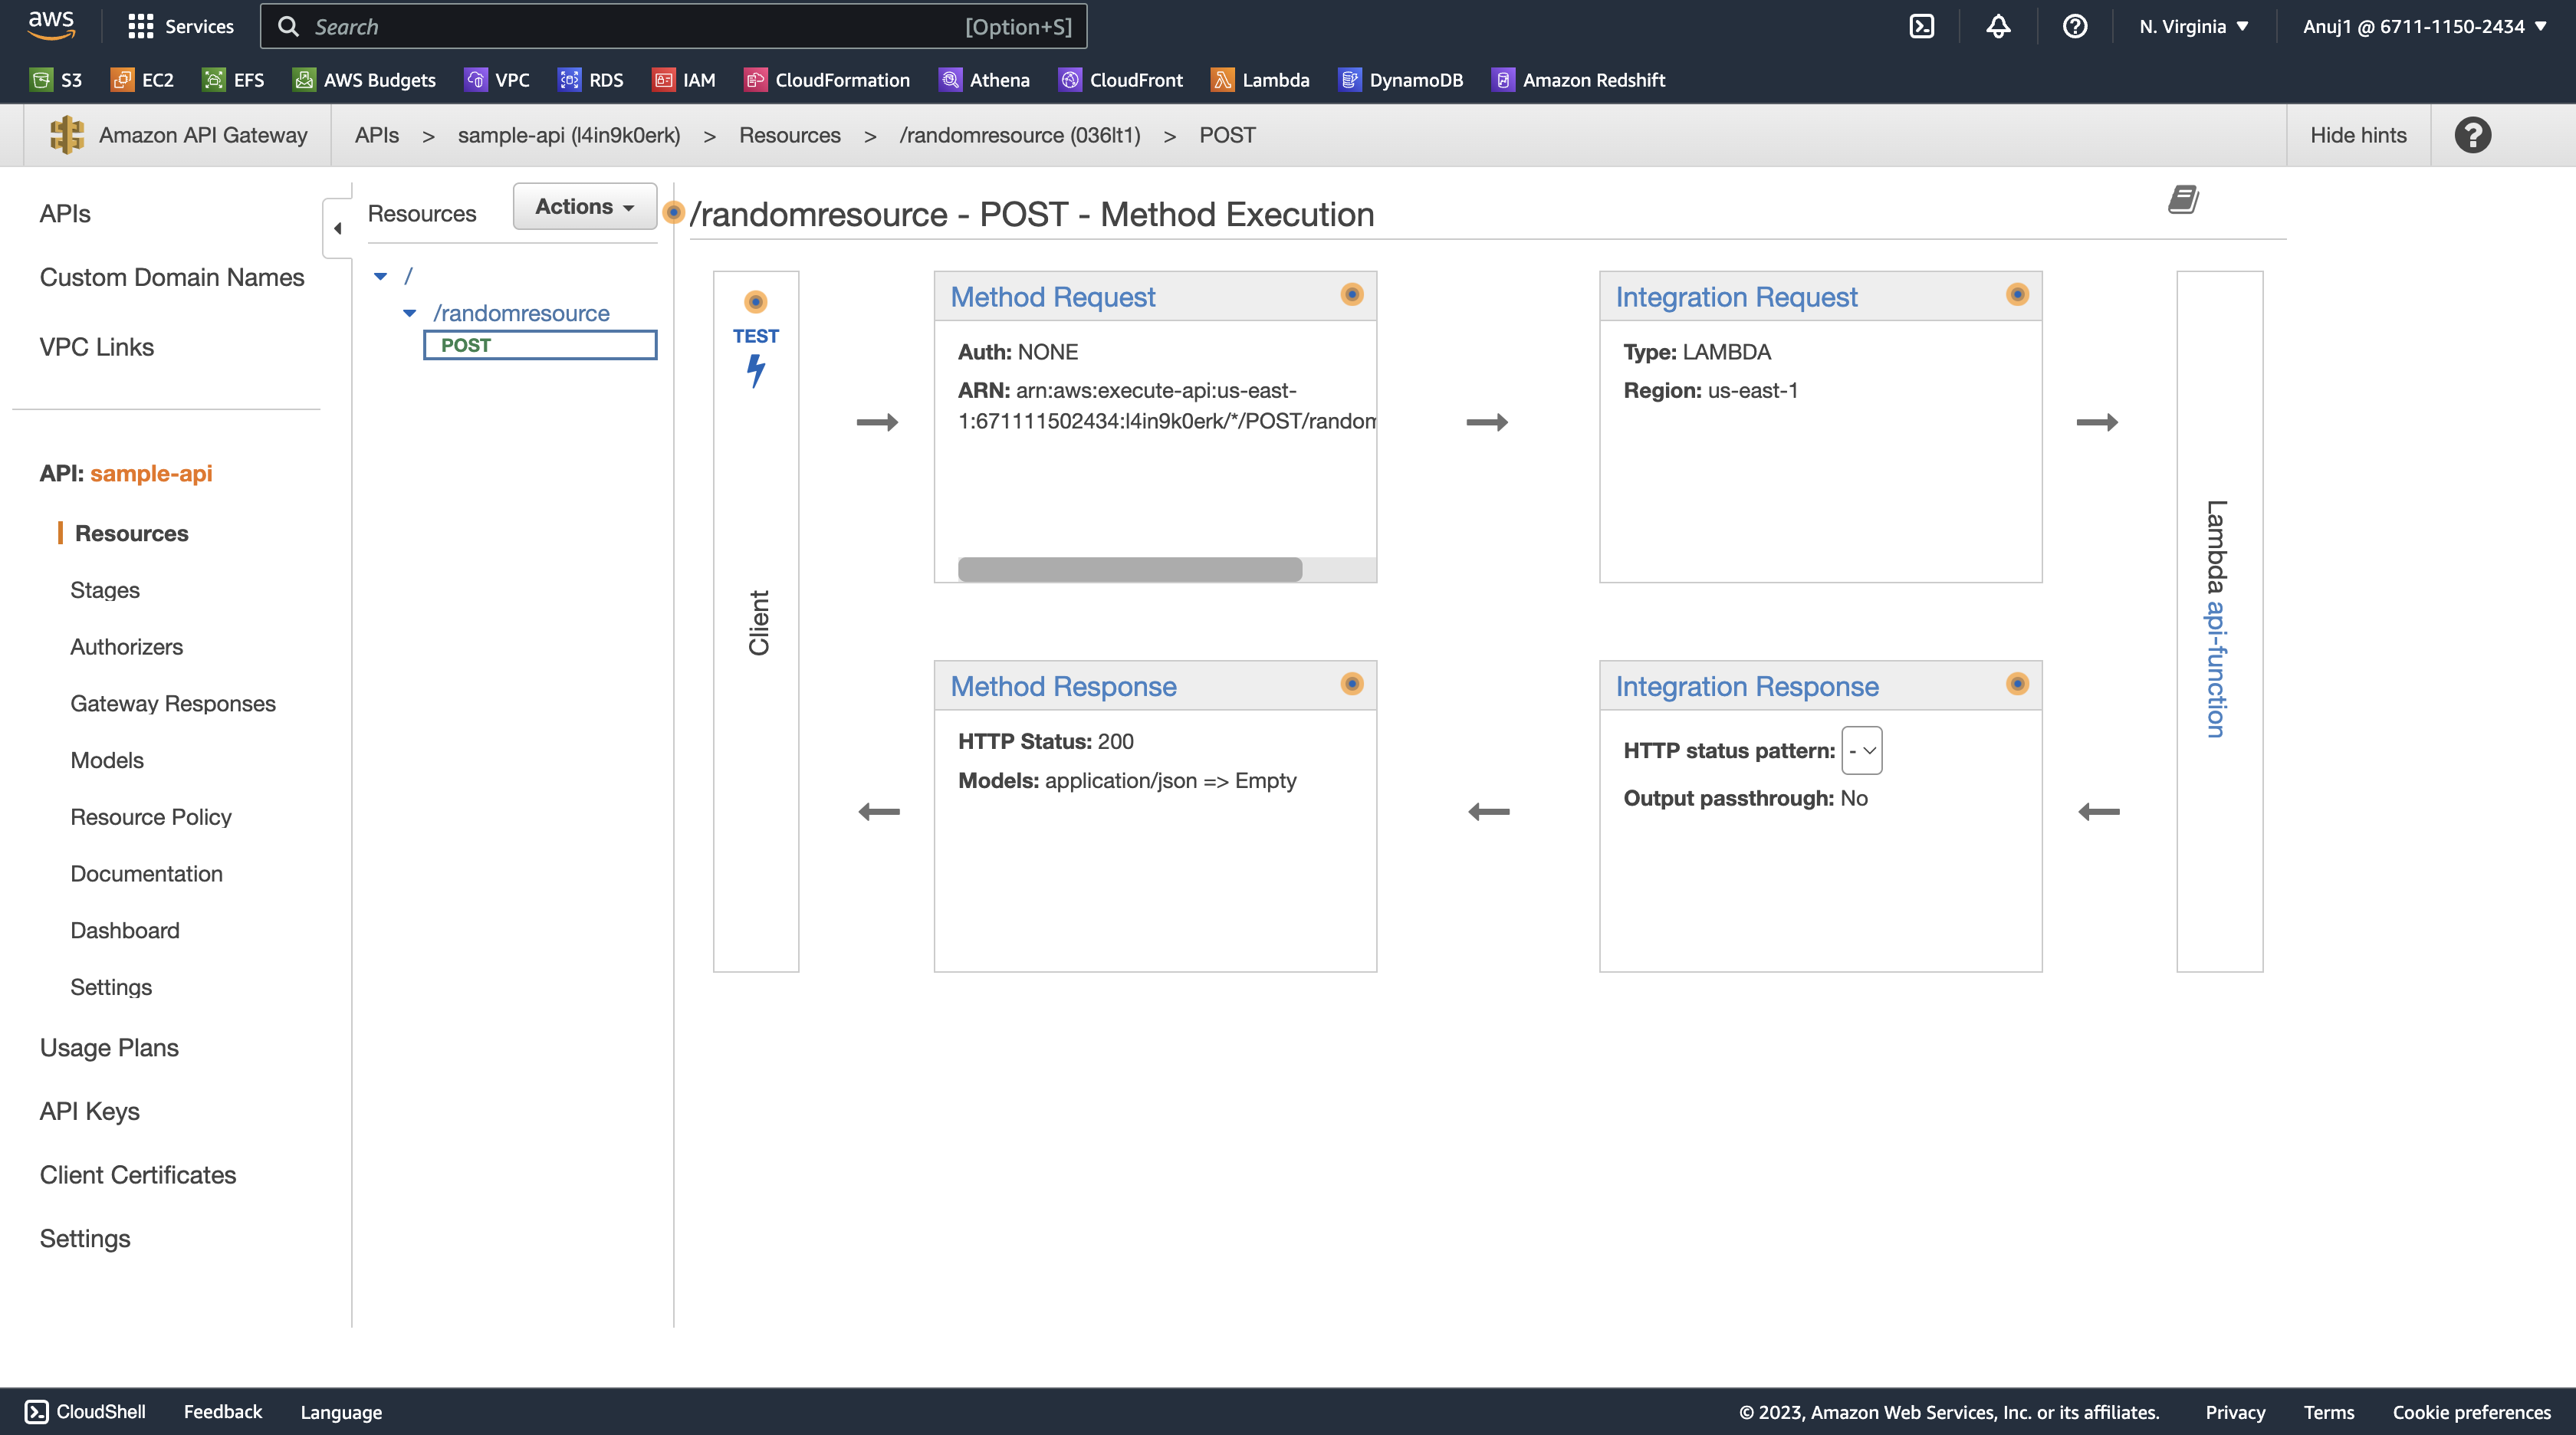 aws
Services
Search
[Option+S]
N. Virginia
Anuj1 @ 6711-1150-2434
S3
EC2
EFS
AWS Budgets
VPC
RDS
IAM
CloudFormation
Athena
CloudFront
Lambda
DynamoDB
Amazon Redshift
Amazon API Gateway
APIs > sample-api (l4in9k0erk) > Resources > /randomresource (036lt1) > POST
Hide hints
APIs
Custom Domain Names
VPC Links
API: sample-api
Resources
Stages
Authorizers
Gateway Responses
Models
Resource Policy
Documentation
Dashboard
Settings
Usage Plans
API Keys
Client Certificates
Settings
Resources
Actions
/
/randomresource
POST
/randomresource - POST - Method Execution
TEST
Client
Method Request
Auth: NONE
ARN: arn:aws:execute-api:us-east-
1:671111502434:l4in9k0erk/*/POST/random
Integration Request
Type: LAMBDA
Region: us-east-1
Lambda api-function
Method Response
HTTP Status: 200
Models: application/json => Empty
Integration Response
HTTP status pattern: -
Output passthrough: No
CloudShell
Feedback
Language
© 2023, Amazon Web Services, Inc. or its affiliates.
Privacy
Terms
Cookie preferences